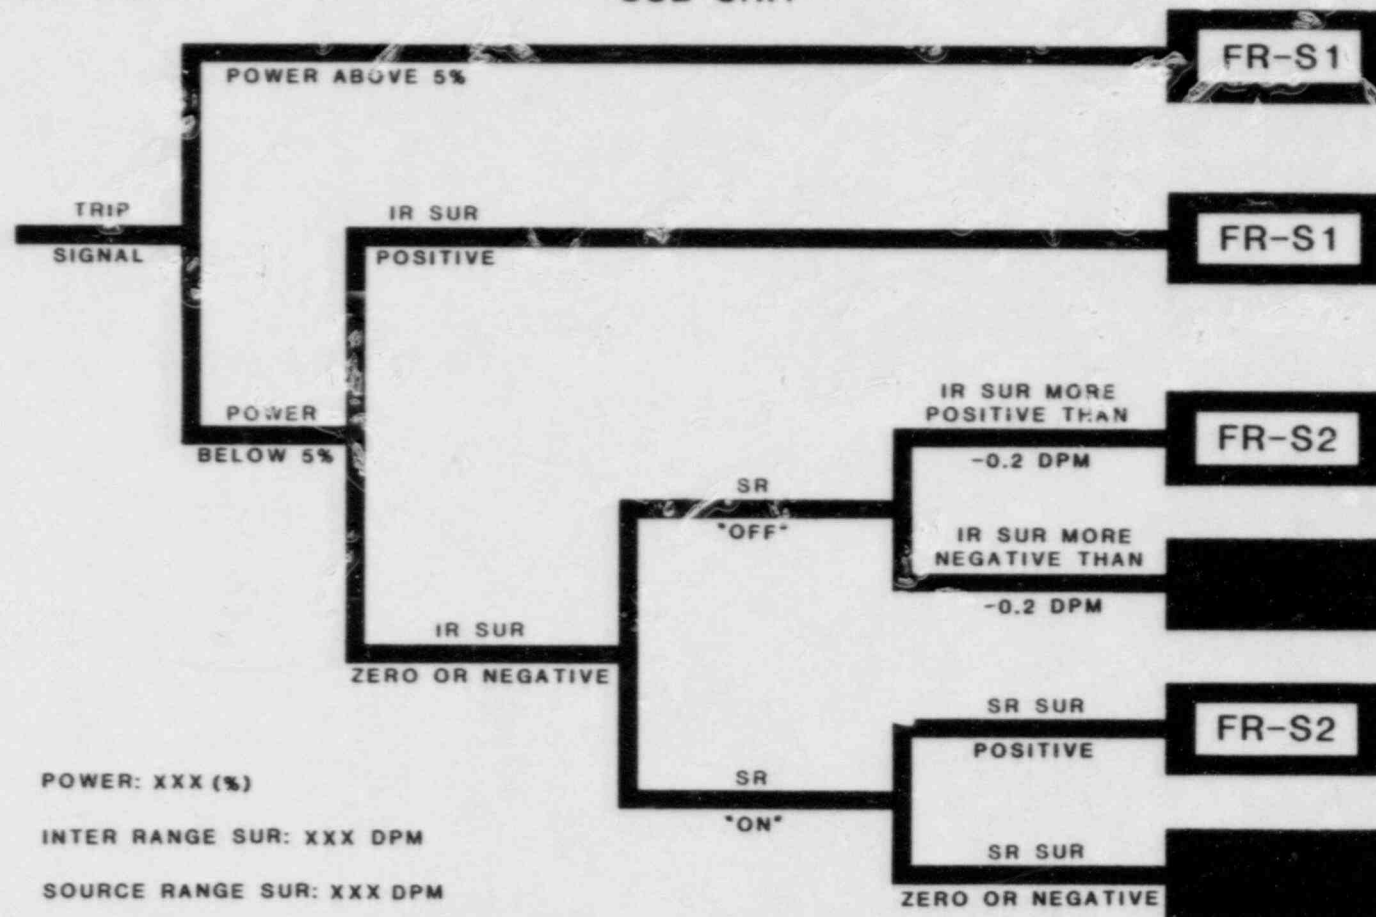 FR-S1
POWER ABOVE 5%
TRIP
SIGNAL
IR SUR
POSITIVE
FR-S1
POWER
BELOW 5%
IR SUR MORE
POSITIVE THAN
-0.2 DPM
FR-S2
SR
"OFF"
IR SUR MORE
NEGATIVE THAN
-0.2 DPM
IR SUR
ZERO OR NEGATIVE
SR SUR
POSITIVE
FR-S2
SR
"ON"
SR SUR
ZERO OR NEGATIVE
POWER: XXX (%)
INTER RANGE SUR: XXX DPM
SOURCE RANGE SUR: XXX DPM